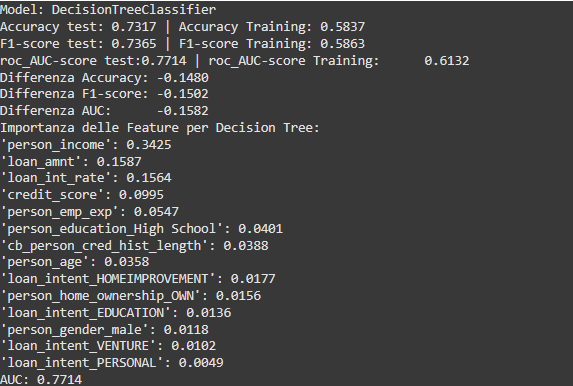 Model: DecisionTreeClassifier
Accuracy test: 0.7317 | Accuracy Training: 0.5837
F1-score test: 0.7365 | F1-score Training: 0.5863
roc_AUC-score test:0.7714 | roc_AUC-score Training:      0.6132
Differenza Accuracy: -0.1480
Differenza F1-score: -0.1502
Differenza AUC:      -0.1582
Importanza delle Feature per Decision Tree:
'person_income': 0.3425
'loan_amnt': 0.1587
'loan_int_rate': 0.1564
'credit_score': 0.0995
'person_emp_exp': 0.0547
'person_education_High School': 0.0401
'cb_person_cred_hist_length': 0.0388
'person_age': 0.0358
'loan_intent_HOMEIMPROVEMENT': 0.0177
'person_home_ownership_OWN': 0.0156
'loan_intent_EDUCATION': 0.0136
'person_gender_male': 0.0118
'loan_intent_VENTURE': 0.0102
'loan_intent_PERSONAL': 0.0049
AUC: 0.7714